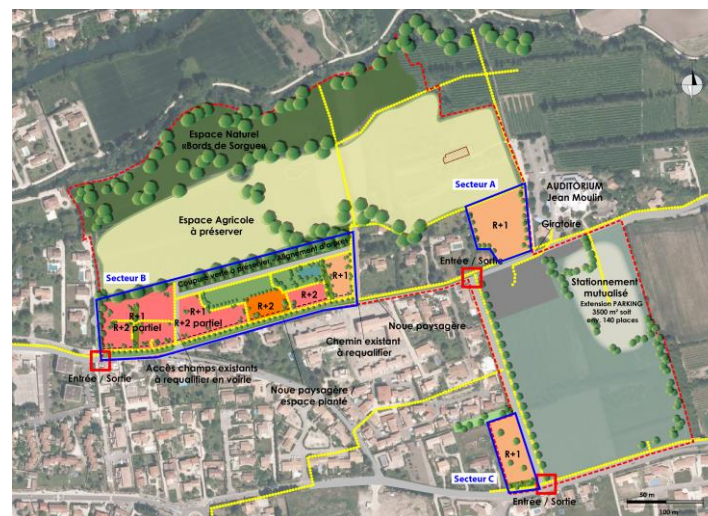 Espace Naturel
«Bords de Sorgue»
Secteur A
AUDITORIUM
Jean Moulin
Espace Agricole
à préserver
R+1
Giratoire
Coupure verte à préserver - Alignement d'arbres
Secteur B
Entrée / Sortie
R+1
Stationnement
mutualisé
Extension PARKING
3500 m² soit
env. 140 places
R+2
R+2
R+1
R+2 partiel
R+1
R+2 partiel
Noue paysagère
Chemin existant
à requalifier
Entrée / Sortie
Accès champs existants
à requalifier en voirie
Noue paysagère /
espace planté
R+1
Secteur C
Entrée / Sortie
50 m
100 m